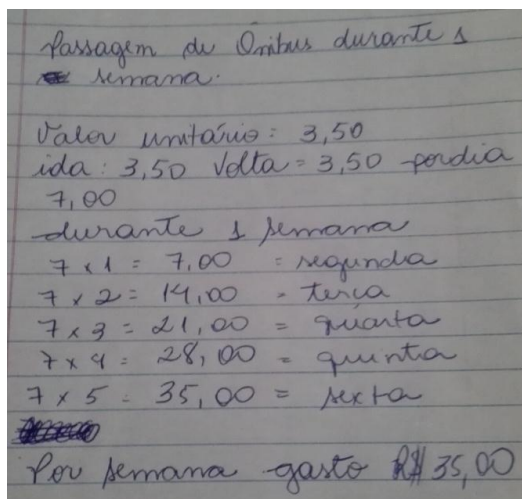 Passagem de Ônibus durante 1
semana.
Valor unitário: 3,50
ida: 3,50 Volta = 3,50 por dia
7,00
durante 1 semana
7 x 1 = 7,00 = segunda
7 x 2 = 14,00 = terça
7 x 3 = 21,00 = quarta
7 x 4 = 28,00 = quinta
7 x 5 = 35,00 = sexta
Por semana gasto R$ 35,00